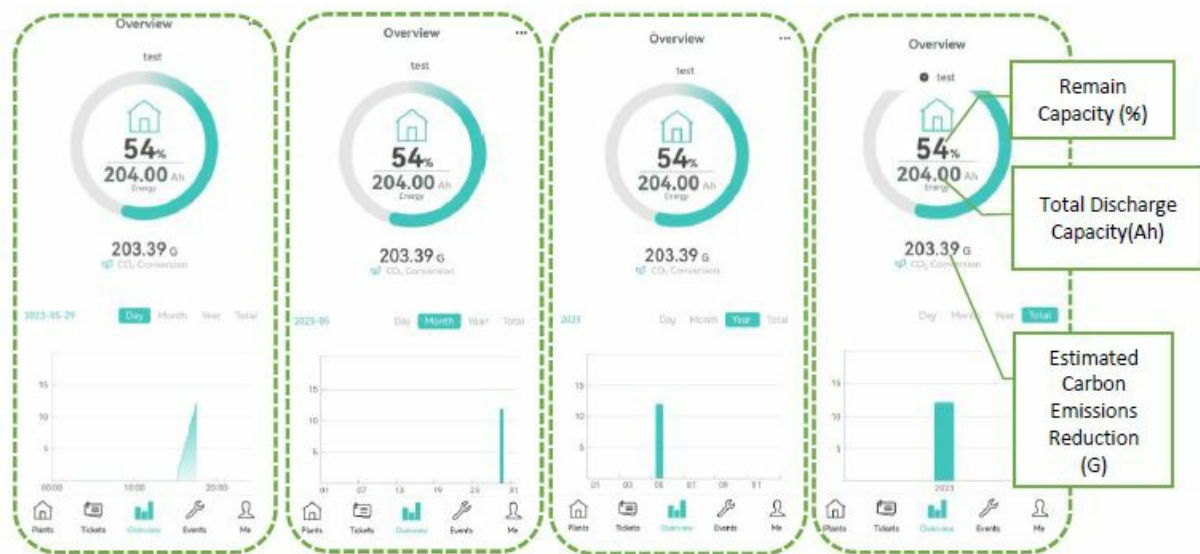 Overview
...
test
54%
204.00 Ah
Energy
203.39 G
CO₂ Conversion
2023-05-29 Day Month Year Total
15
10
5
00:00 10:00 20:00
Plants Tickets Overview Events Me
Overview
...
test
54%
204.00 Ah
Energy
203.39 G
CO₂ Conversion
2023-05 Day Month Year Total
15
10
5
01 07 13 19 25 31
Plants Tickets Overview Events Me
Overview
...
test
54%
204.00 Ah
Energy
203.39 G
CO₂ Conversion
2023 Day Month Year Total
15
10
5
01 03 05 07 09 11
Plants Tickets Overview Events Me
Overview
test
54%
204.00 Ah
Energy
203.39 G
CO₂ Conversion
Day Month Year Total
15
10
5
2023
Plants Tickets Overview Events Me
Remain
Capacity (%)
Total Discharge
Capacity(Ah)
Estimated
Carbon
Emissions
Reduction
(G)